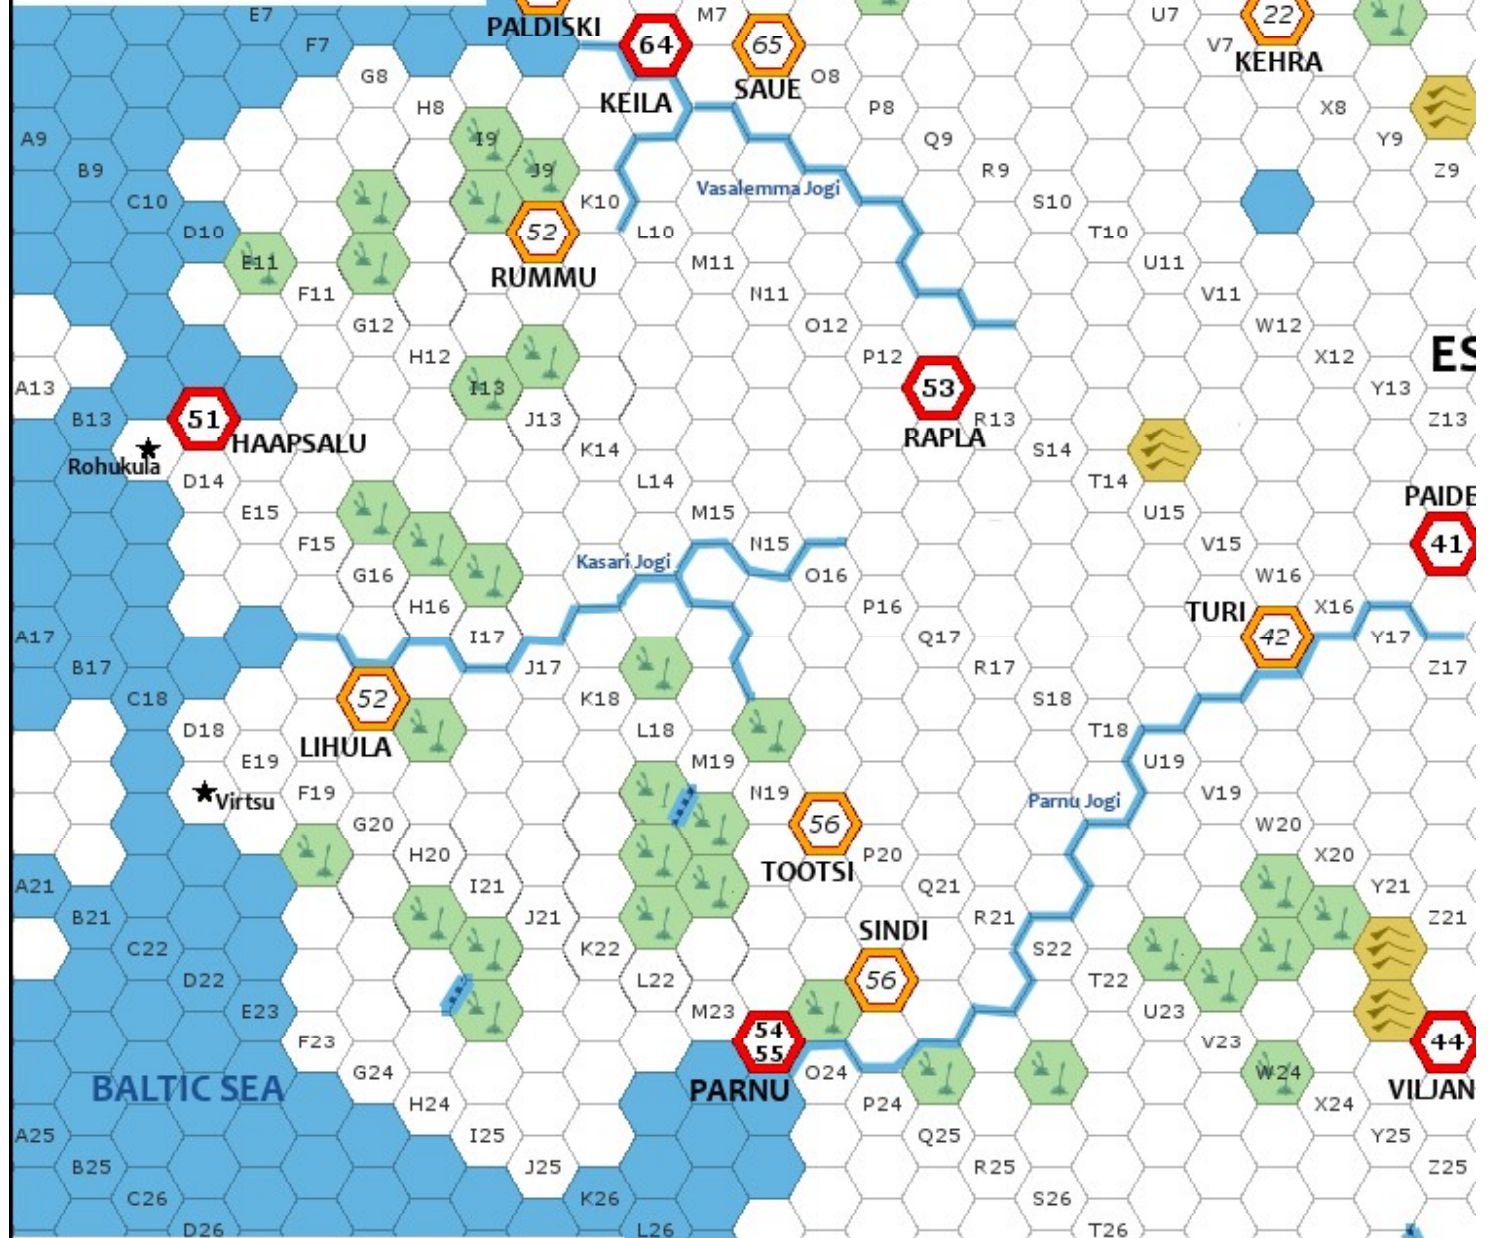 E7
PALDISKI
M7
U7
22
F7
64
65
V7
KEHRA
G8
O8
KEILA
SAUE
H8
P8
X8
A9
I9
Q9
Y9
B9
J9
R9
Z9
Vasalemma Jogi
C10
K10
S10
D10
52
L10
T10
E11
M11
U11
RUMMU
F11
N11
V11
G12
O12
W12
H12
P12
X12
ES
A13
I13
53
Y13
B13
51
J13
R13
Z13
HAAPSALU
RAPLA
K14
S14
Rohukula
D14
L14
T14
PAIDE
E15
M15
U15
F15
N15
V15
41
Kasari Jogi
G16
O16
W16
H16
P16
TURI
X16
A17
I17
Q17
42
Y17
B17
J17
R17
Z17
C18
52
K18
S18
D18
L18
T18
LIHULA
E19
M19
U19
Virtsu
F19
N19
Parnu Jogi
V19
G20
56
W20
H20
P20
X20
TOOTSI
A21
I21
Q21
Y21
B21
J21
R21
Z21
SINDI
C22
K22
S22
D22
L22
56
T22
E23
M23
U23
F23
54
55
V23
44
G24
O24
W24
BALTIC SEA
PARNU
VILJAN
H24
P24
X24
A25
I25
Q25
Y25
B25
J25
R25
Z25
C26
K26
S26
D26
L26
T26